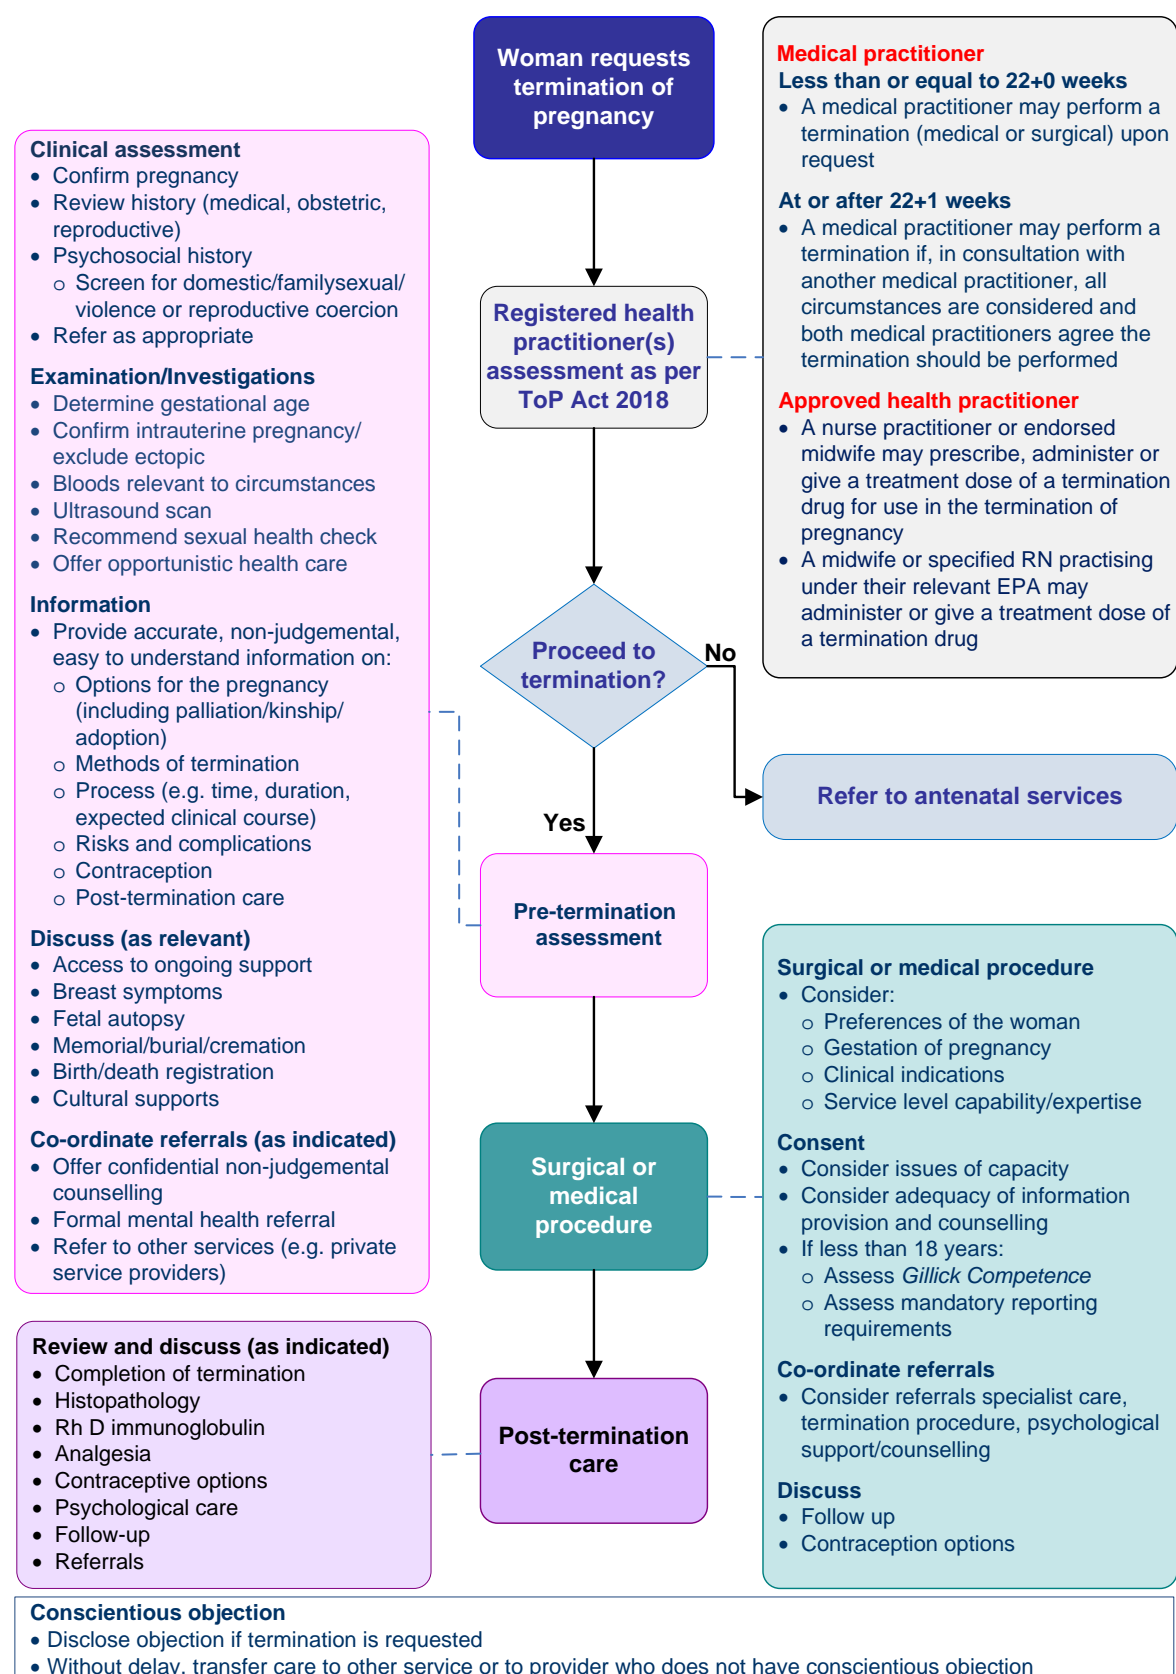 Woman requests
termination of
pregnancy
Medical practitioner
Less than or equal to 22+0 weeks
• A medical practitioner may perform a
termination (medical or surgical) upon
request
At or after 22+1 weeks
• A medical practitioner may perform a
termination if, in consultation with
another medical practitioner, all
circumstances are considered and
both medical practitioners agree the
termination should be performed
Approved health practitioner
• A nurse practitioner or endorsed
midwife may prescribe, administer or
give a treatment dose of a termination
drug for use in the termination of
pregnancy
• A midwife or specified RN practising
under their relevant EPA may
administer or give a treatment dose of
a termination drug
Clinical assessment
• Confirm pregnancy
• Review history (medical, obstetric,
reproductive)
• Psychosocial history
o Screen for domestic/familysexual/
violence or reproductive coercion
• Refer as appropriate
Examination/Investigations
• Determine gestational age
• Confirm intrauterine pregnancy/
exclude ectopic
• Bloods relevant to circumstances
• Ultrasound scan
• Recommend sexual health check
• Offer opportunistic health care
Information
• Provide accurate, non-judgemental,
easy to understand information on:
o Options for the pregnancy
(including palliation/kinship/
adoption)
o Methods of termination
o Process (e.g. time, duration,
expected clinical course)
o Risks and complications
o Contraception
o Post-termination care
Discuss (as relevant)
• Access to ongoing support
• Breast symptoms
• Fetal autopsy
• Memorial/burial/cremation
• Birth/death registration
• Cultural supports
Co-ordinate referrals (as indicated)
• Offer confidential non-judgemental
counselling
• Formal mental health referral
• Refer to other services (e.g. private
service providers)
Registered health
practitioner(s)
assessment as per
ToP Act 2018
Proceed to
termination?
No
Refer to antenatal services
Yes
Pre-termination
assessment
Surgical or
medical
procedure
Surgical or medical procedure
• Consider:
o Preferences of the woman
o Gestation of pregnancy
o Clinical indications
o Service level capability/expertise
Consent
• Consider issues of capacity
• Consider adequacy of information
provision and counselling
• If less than 18 years:
o Assess Gillick Competence
o Assess mandatory reporting
requirements
Co-ordinate referrals
• Consider referrals specialist care,
termination procedure, psychological
support/counselling
Discuss
• Follow up
• Contraception options
Post-termination
care
Review and discuss (as indicated)
• Completion of termination
• Histopathology
• Rh D immunoglobulin
• Analgesia
• Contraceptive options
• Psychological care
• Follow-up
• Referrals
Conscientious objection
• Disclose objection if termination is requested
• Without delay, transfer care to other service or to provider who does not have conscientious objection